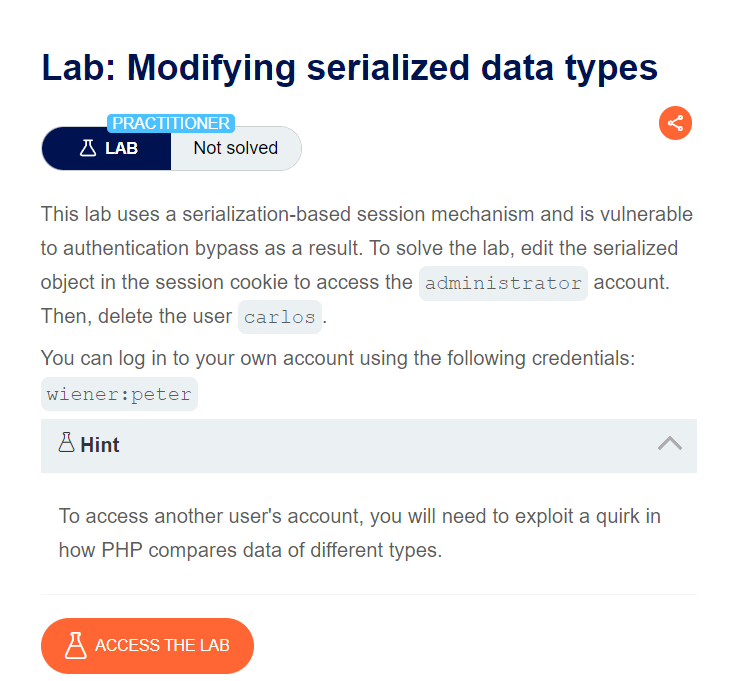 Lab: Modifying serialized data types
PRACTITIONER
LAB
Not solved
This lab uses a serialization-based session mechanism and is vulnerable
to authentication bypass as a result. To solve the lab, edit the serialized
object in the session cookie to access the administrator account.
Then, delete the user carlos.
You can log in to your own account using the following credentials:
wiener:peter
Hint
To access another user's account, you will need to exploit a quirk in
how PHP compares data of different types.
ACCESS THE LAB